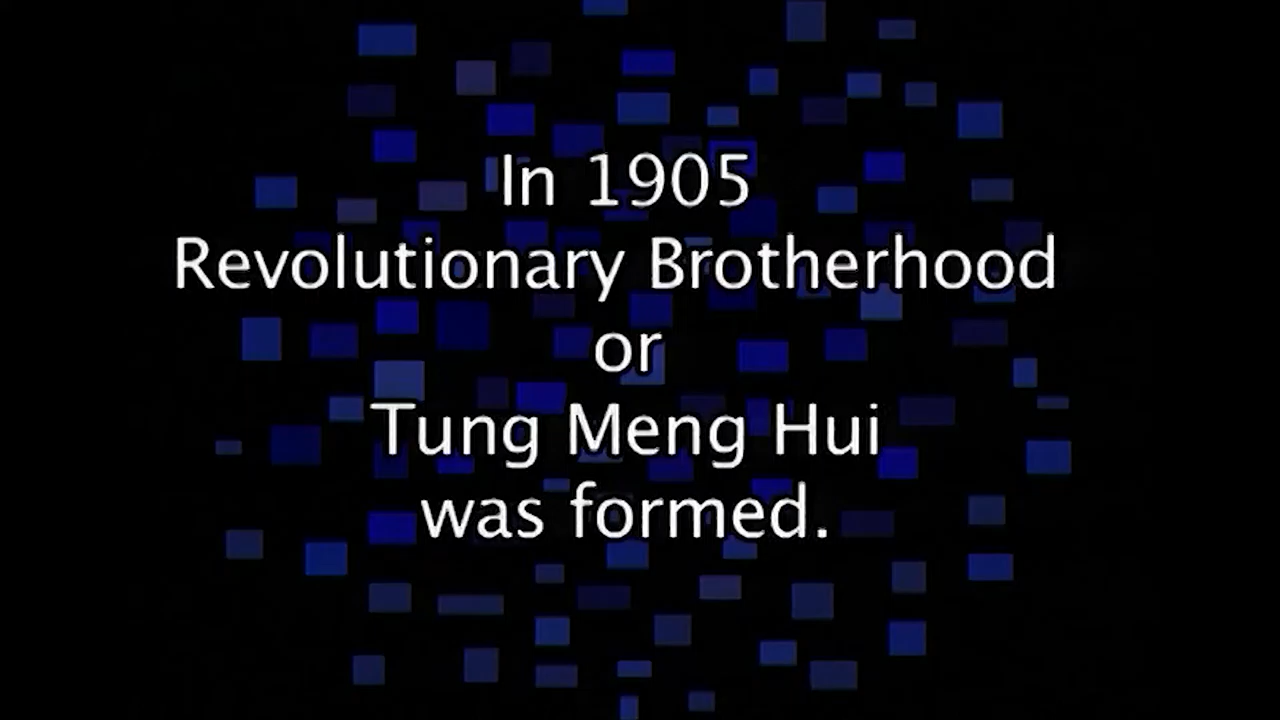 In 1905
Revolutionary Brotherhood
or
Tung Meng Hui
was formed.